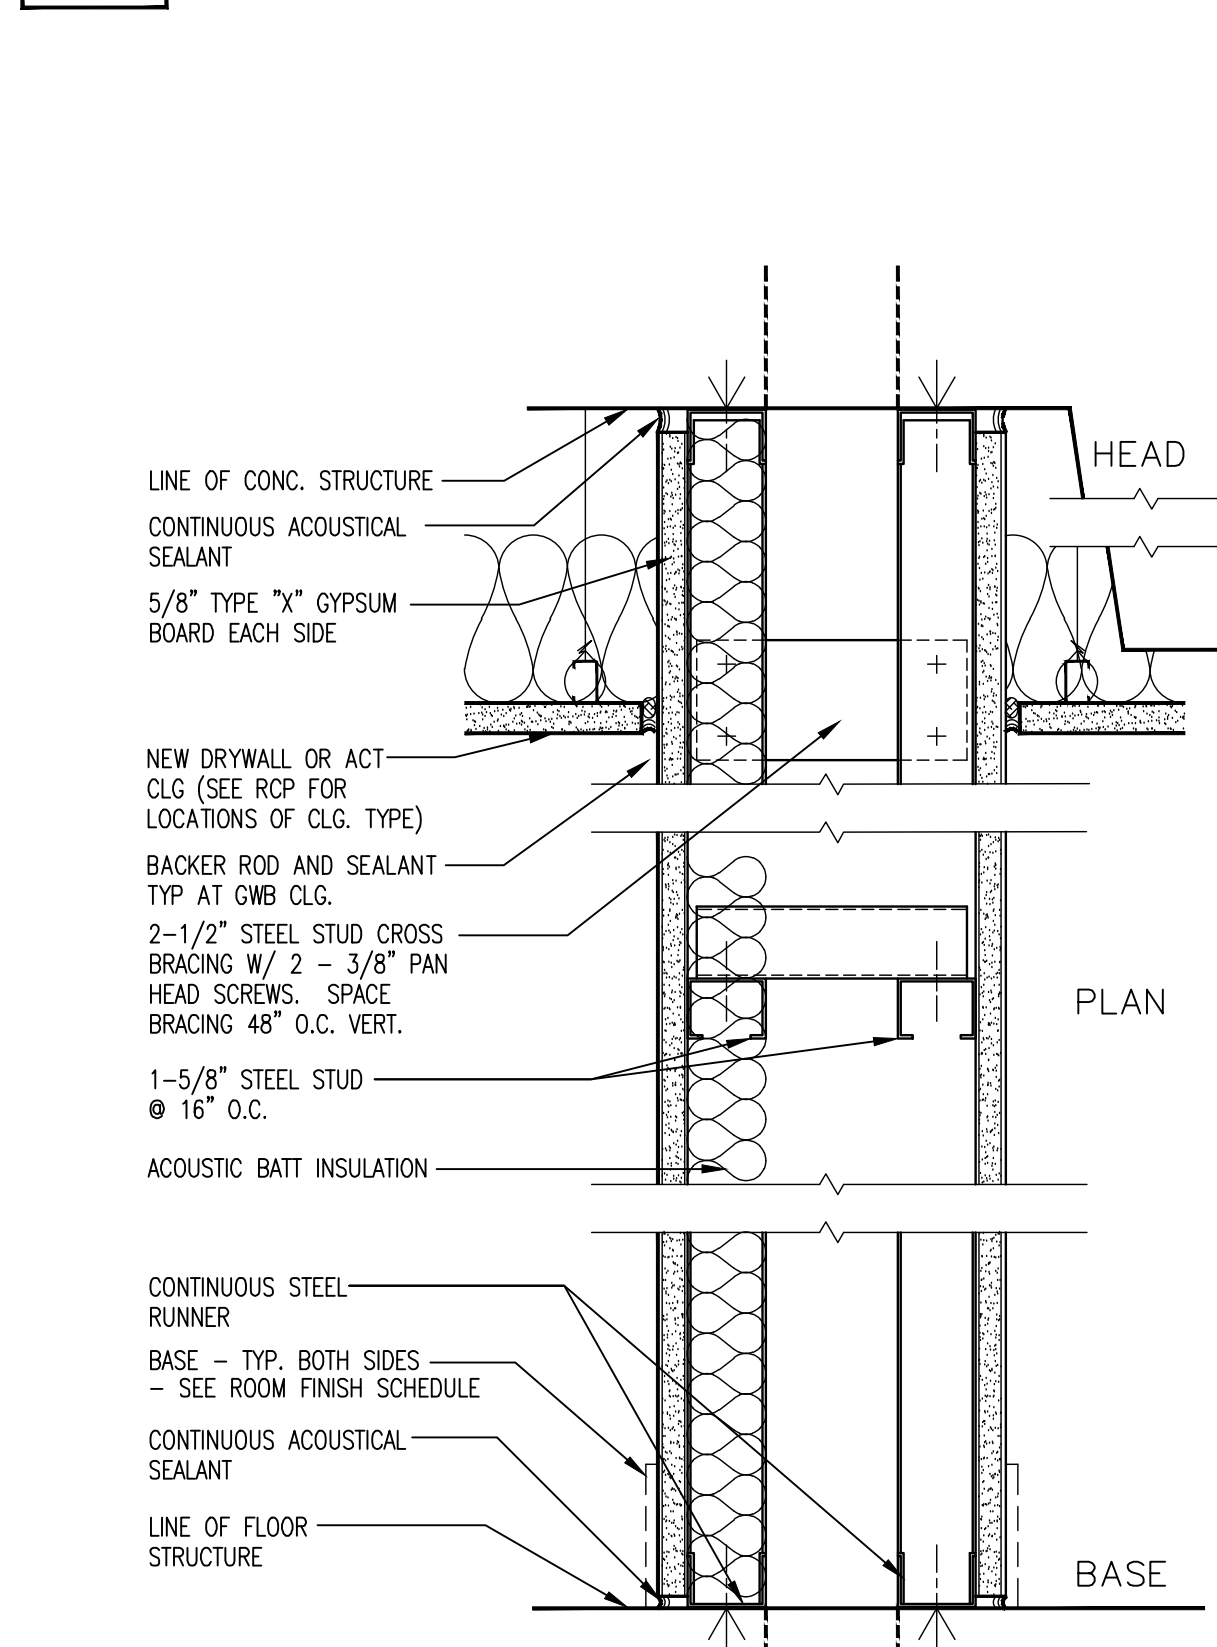 HEAD
LINE OF CONC. STRUCTURE
CONTINUOUS ACOUSTICAL
SEALANT
5/8" TYPE "X" GYPSUM
BOARD EACH SIDE
NEW DRYWALL OR ACT
CLG (SEE RCP FOR
LOCATIONS OF CLG. TYPE)
BACKER ROD AND SEALANT
TYP AT GWB CLG.
2-1/2" STEEL STUD CROSS
BRACING W/ 2 - 3/8" PAN
HEAD SCREWS. SPACE
BRACING 48" O.C. VERT.
PLAN
1-5/8" STEEL STUD
@ 16" O.C.
ACOUSTIC BATT INSULATION
CONTINUOUS STEEL
RUNNER
BASE - TYP. BOTH SIDES
- SEE ROOM FINISH SCHEDULE
CONTINUOUS ACOUSTICAL
SEALANT
LINE OF FLOOR
STRUCTURE
BASE